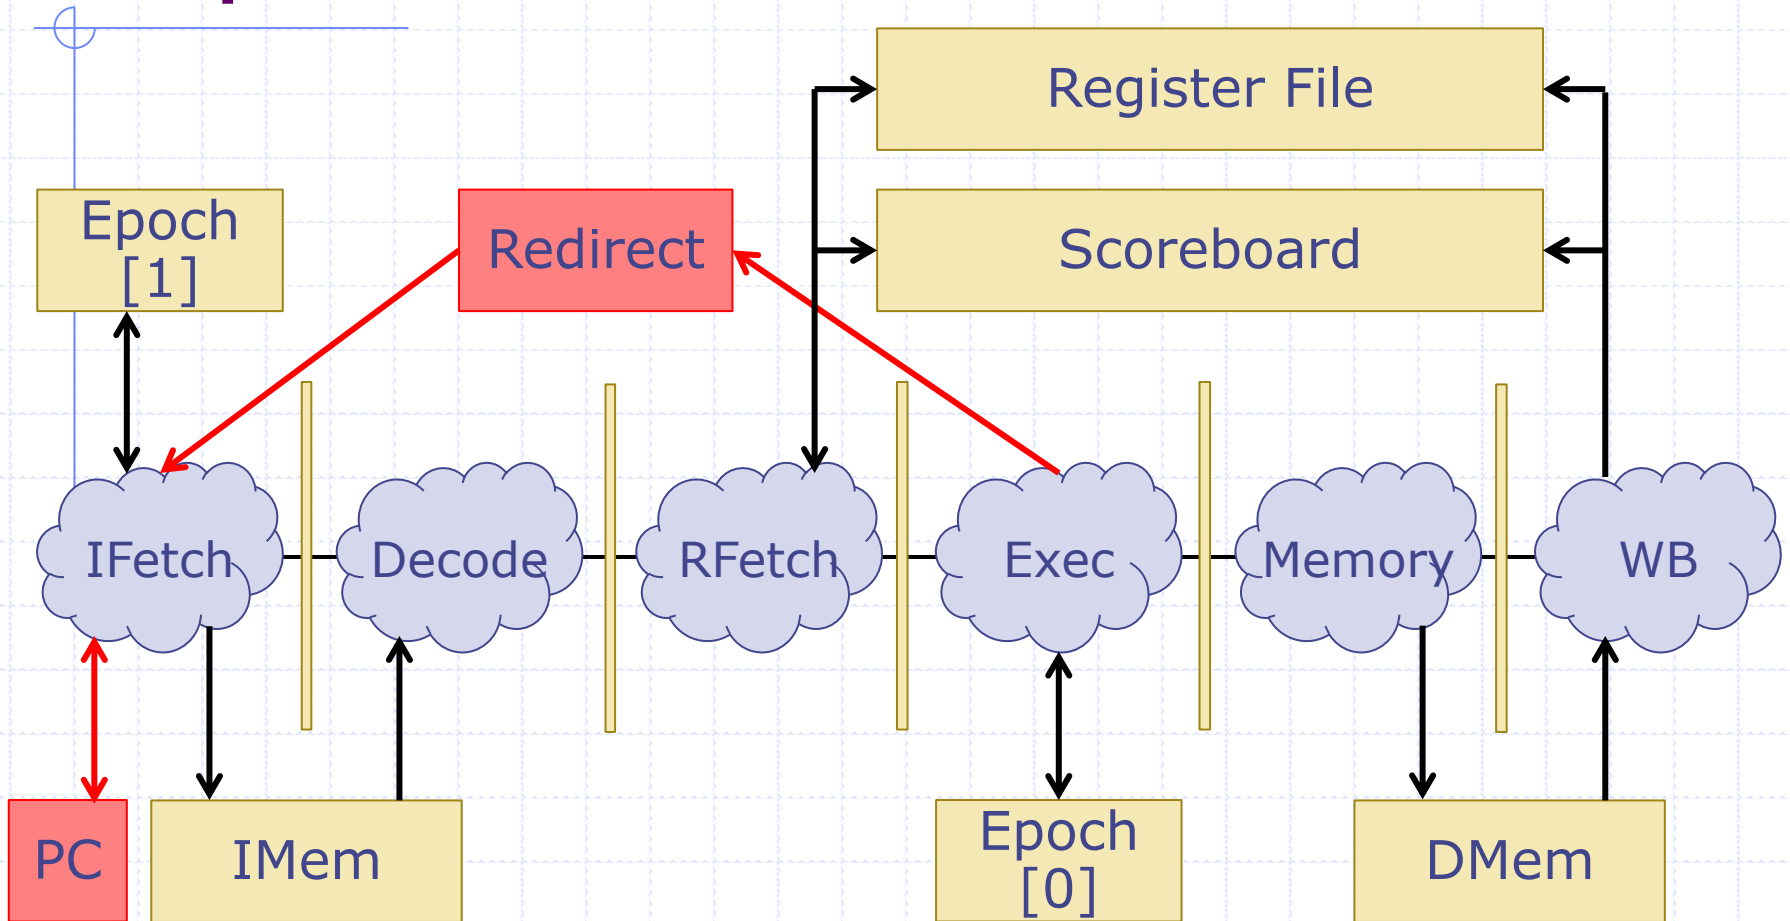 Register File
Epoch
[1]
Redirect
Scoreboard
IFetch
Decode
RFetch
Exec
Memory
WB
PC
IMem
Epoch
[0]
DMem